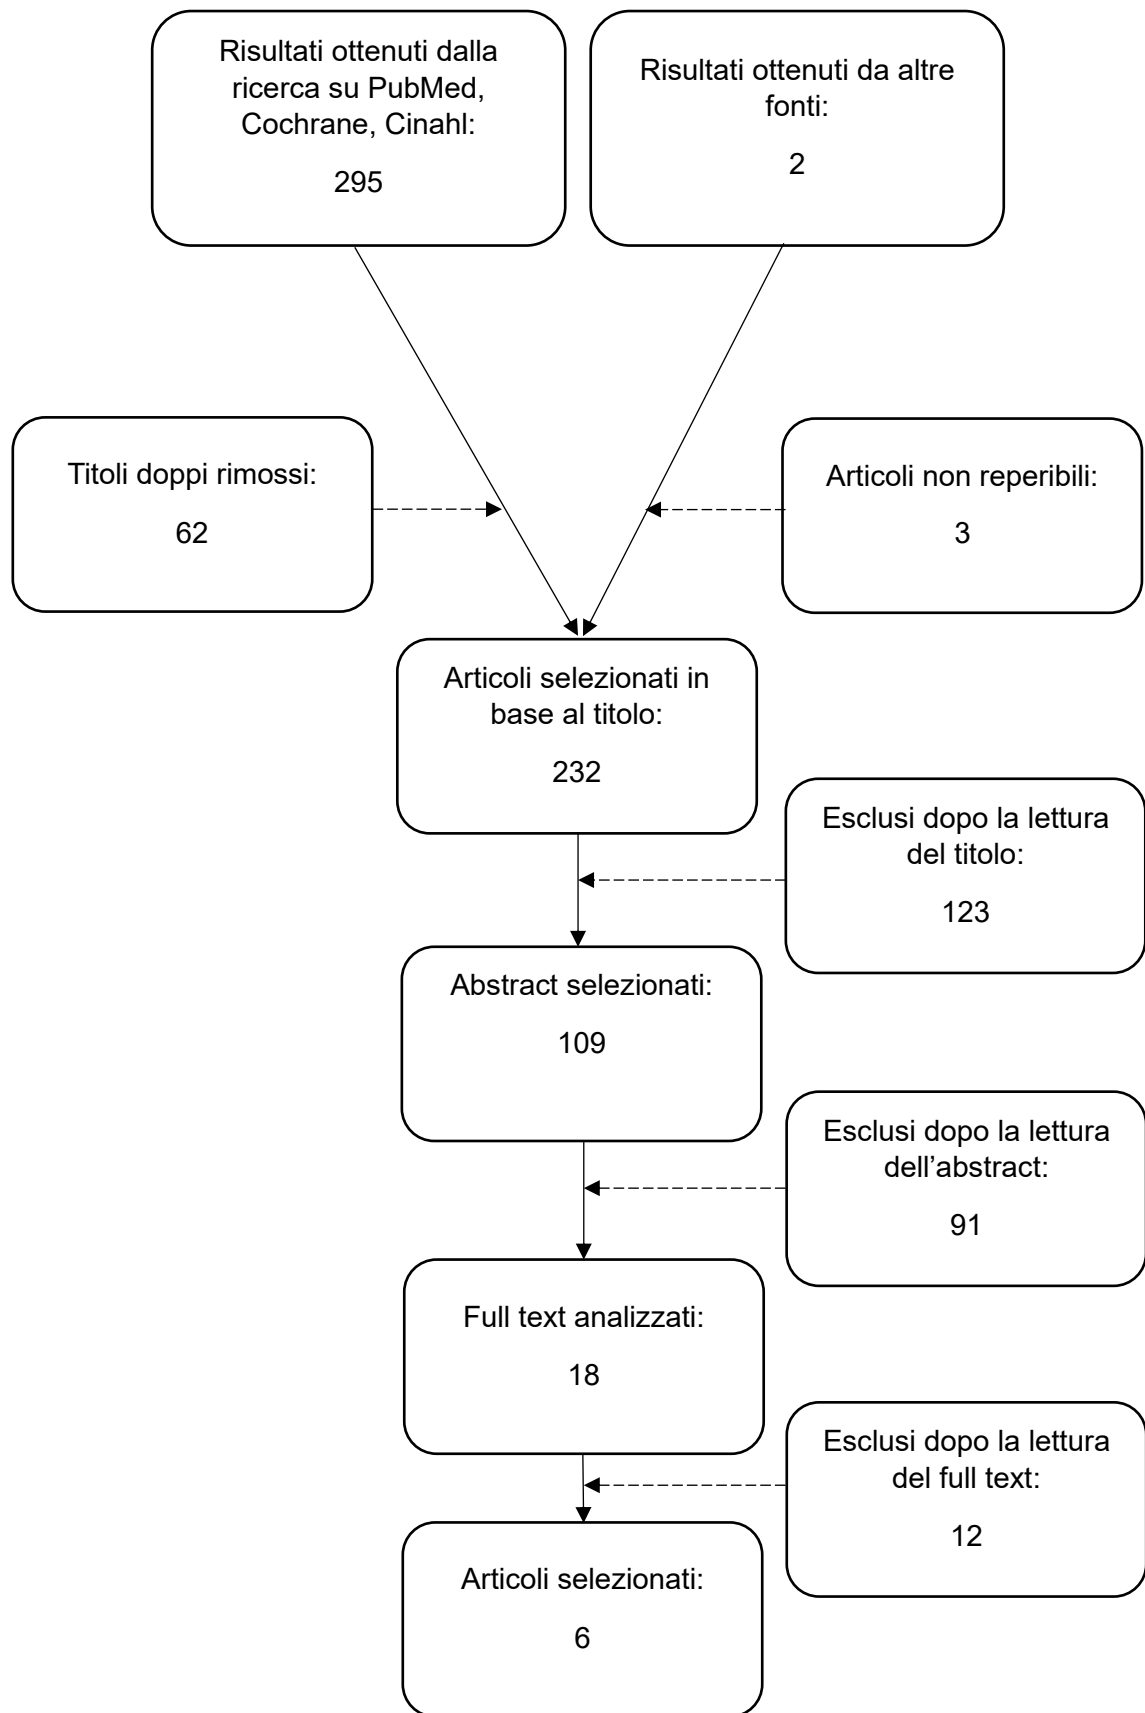 Risultati ottenuti dalla
ricerca su PubMed,
Cochrane, Cinahl:
295
Risultati ottenuti da altre
fonti:
2
Titoli doppi rimossi:
62
Articoli non reperibili:
3
Articoli selezionati in
base al titolo:
232
Esclusi dopo la lettura
del titolo:
123
Abstract selezionati:
109
Esclusi dopo la lettura
dell’abstract:
91
Full text analizzati:
18
Esclusi dopo la lettura
del full text:
12
Articoli selezionati:
6